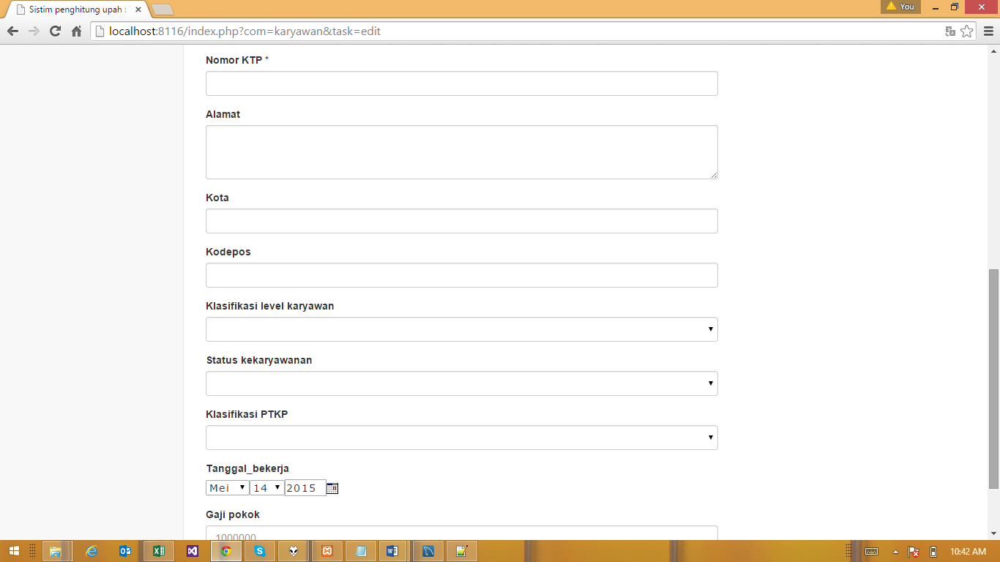 Sistim penghitung upah :
You
localhost:8116/index.php?com=karyawan&task=edit
Nomor KTP *
Alamat
Kota
Kodepos
Klasifikasi level karyawan
Status kekaryawanan
Klasifikasi PTKP
Tanggal_bekerja
Mei 14 2015
Gaji pokok
1000000
10:42 AM